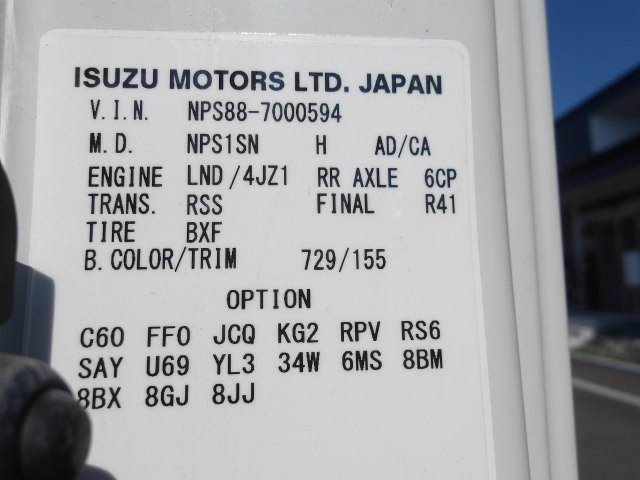 ISUZU MOTORS LTD. JAPAN
V.I.N. NPS88-7000594
M.D. NPS1SN H AD/CA
ENGINE LND/4JZ1 RR AXLE 6CP
TRANS. RSS FINAL R41
TIRE BXF
B.COLOR/TRIM 729/155
OPTION
C60 FF0 JCQ KG2 RPV RS6
SAY U69 YL3 34W 6MS 8BM
8BX 8GJ 8JJ